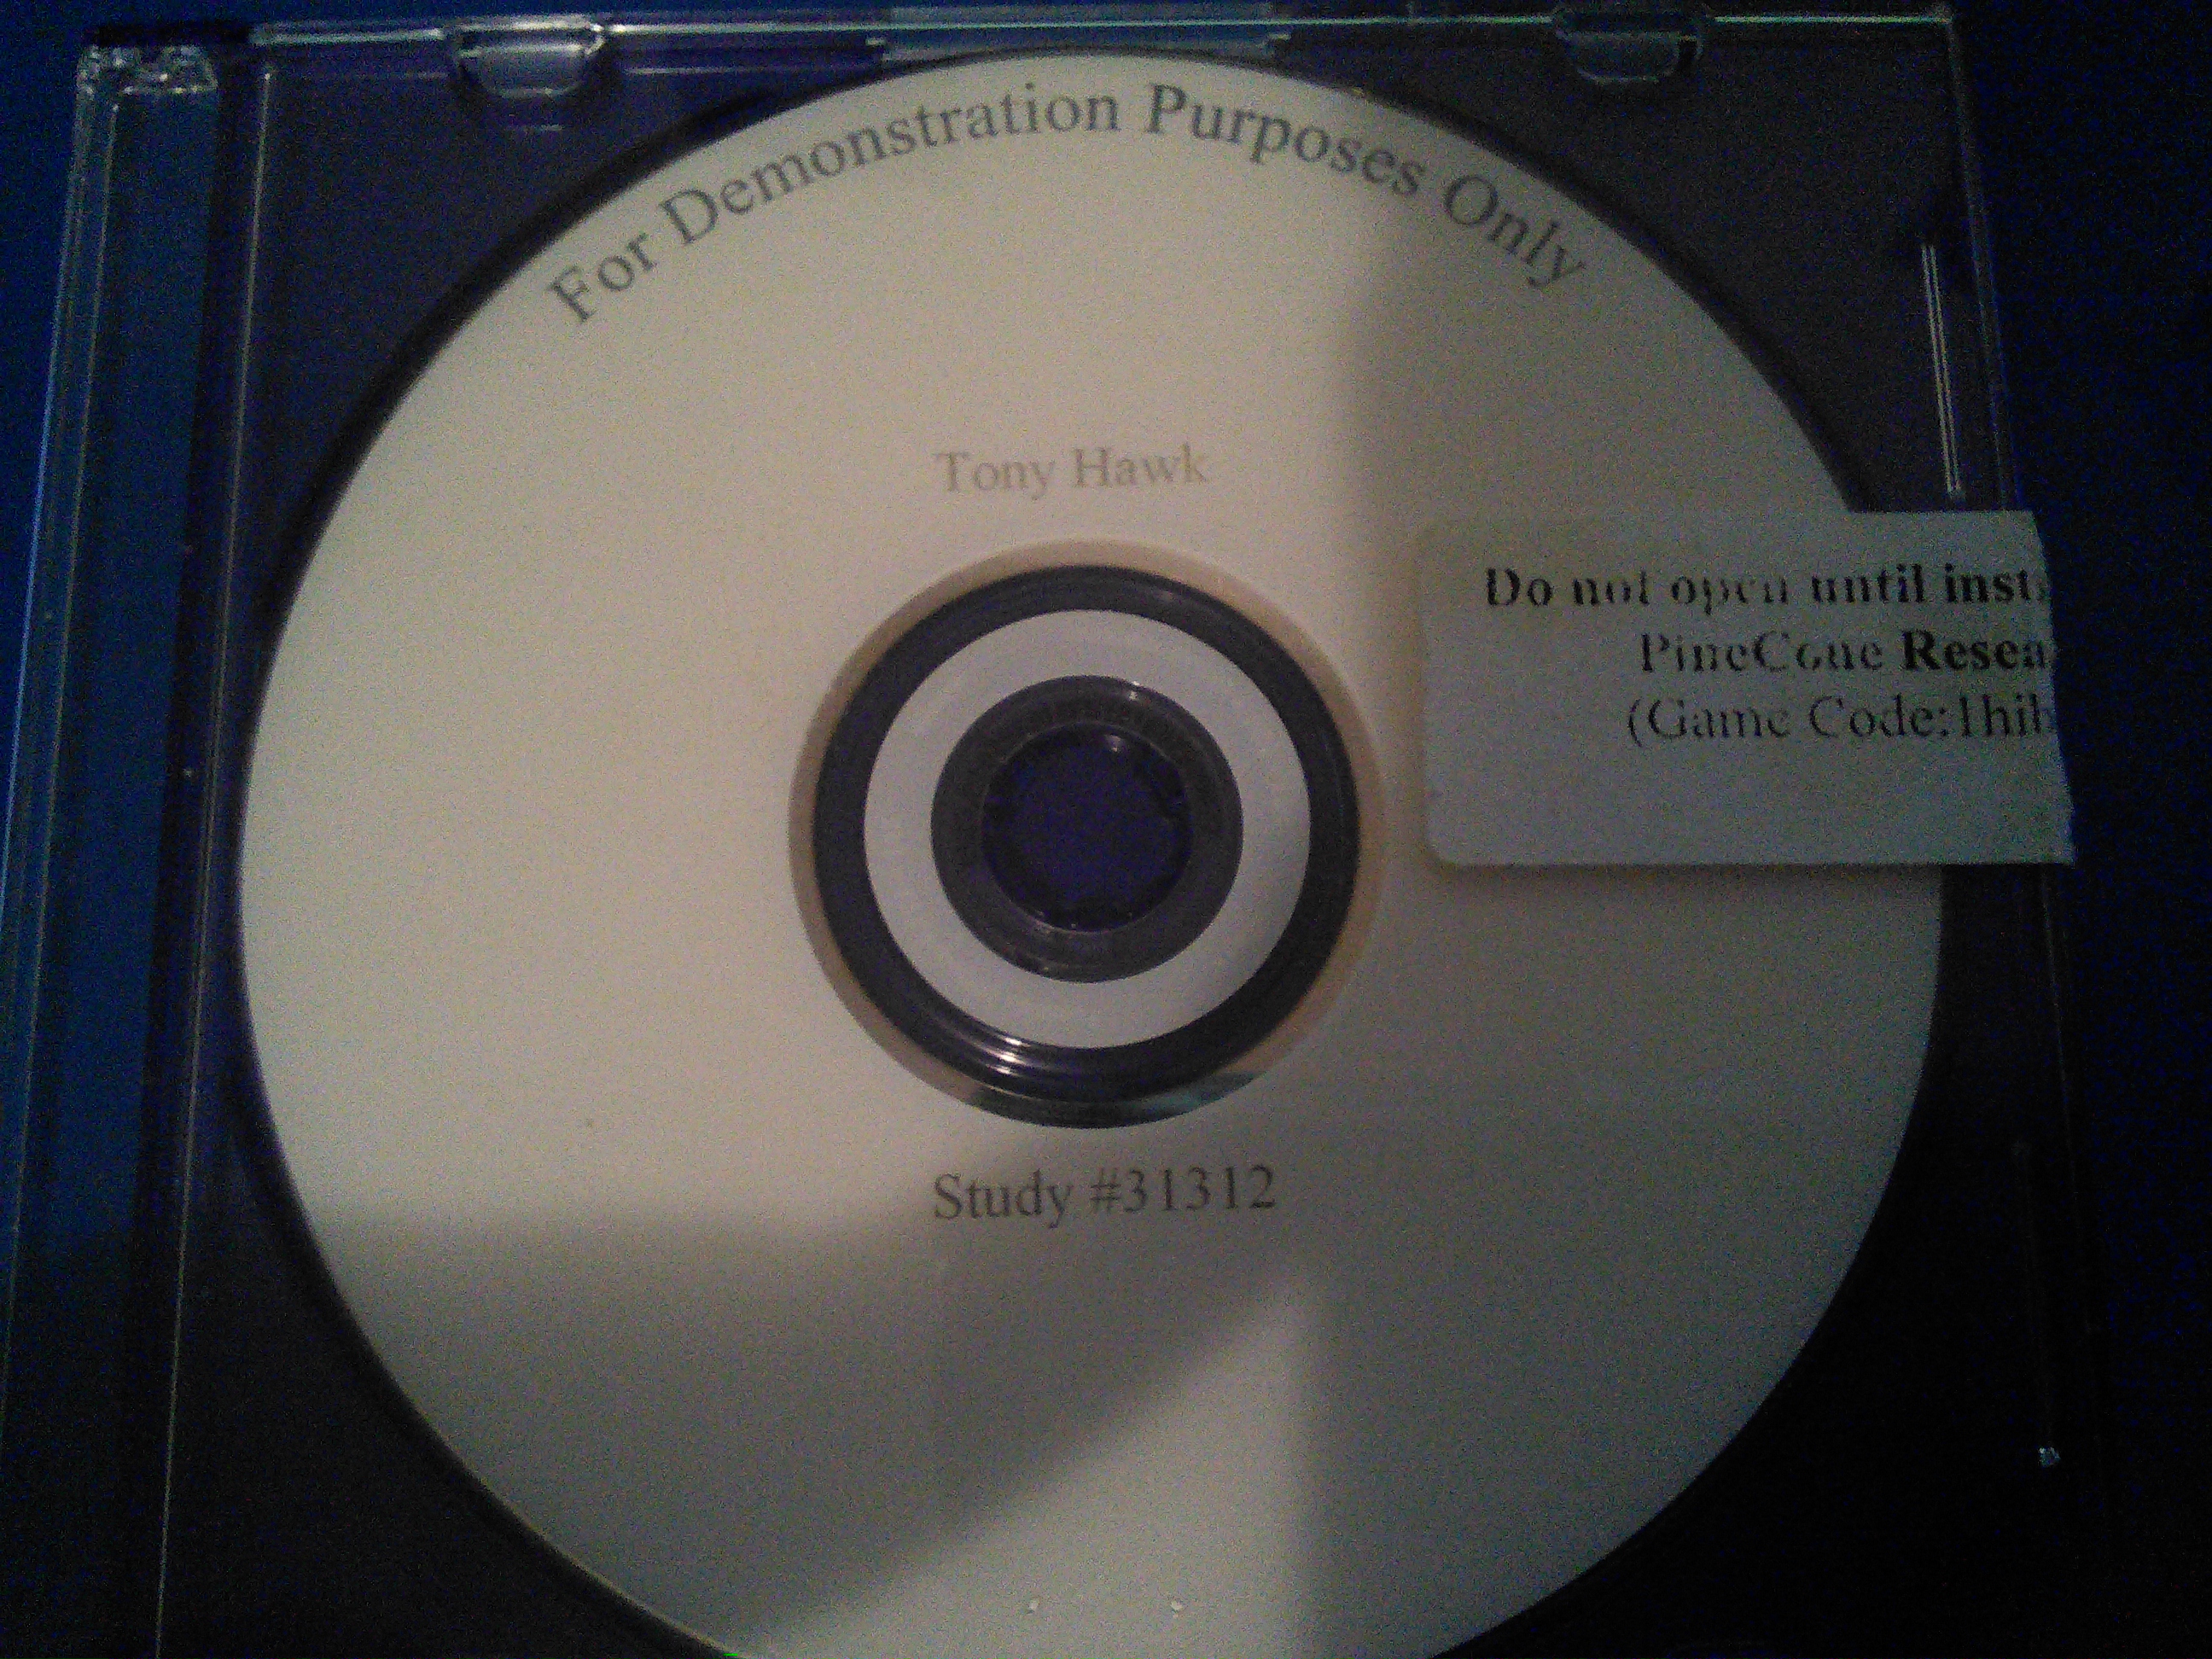 For Demonstration Purposes Only
Tony Hawk
Do not open until
PineCone
(Game
Study #31312